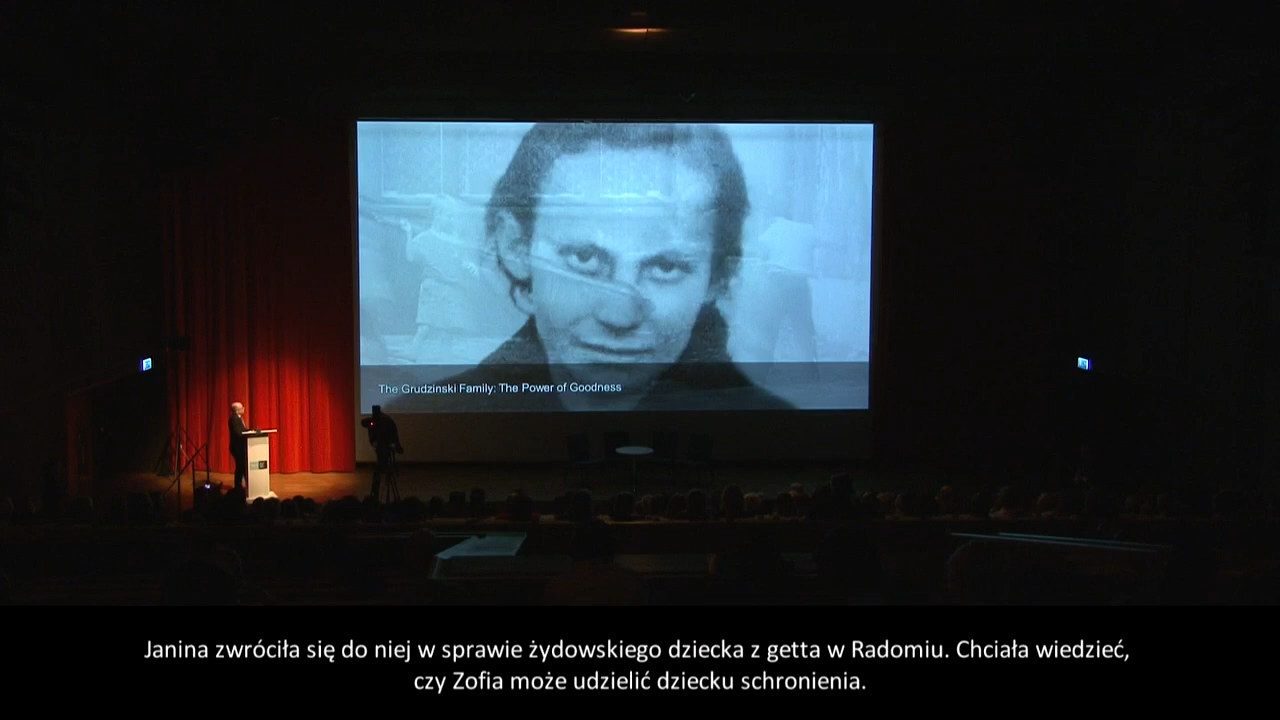 The Grudzinski Family: The Power of Goodness
Janina zwróciła się do niej w sprawie żydowskiego dziecka z getta w Radomiu. Chciała wiedzieć,
czy Zofia może udzielić dziecku schronienia.